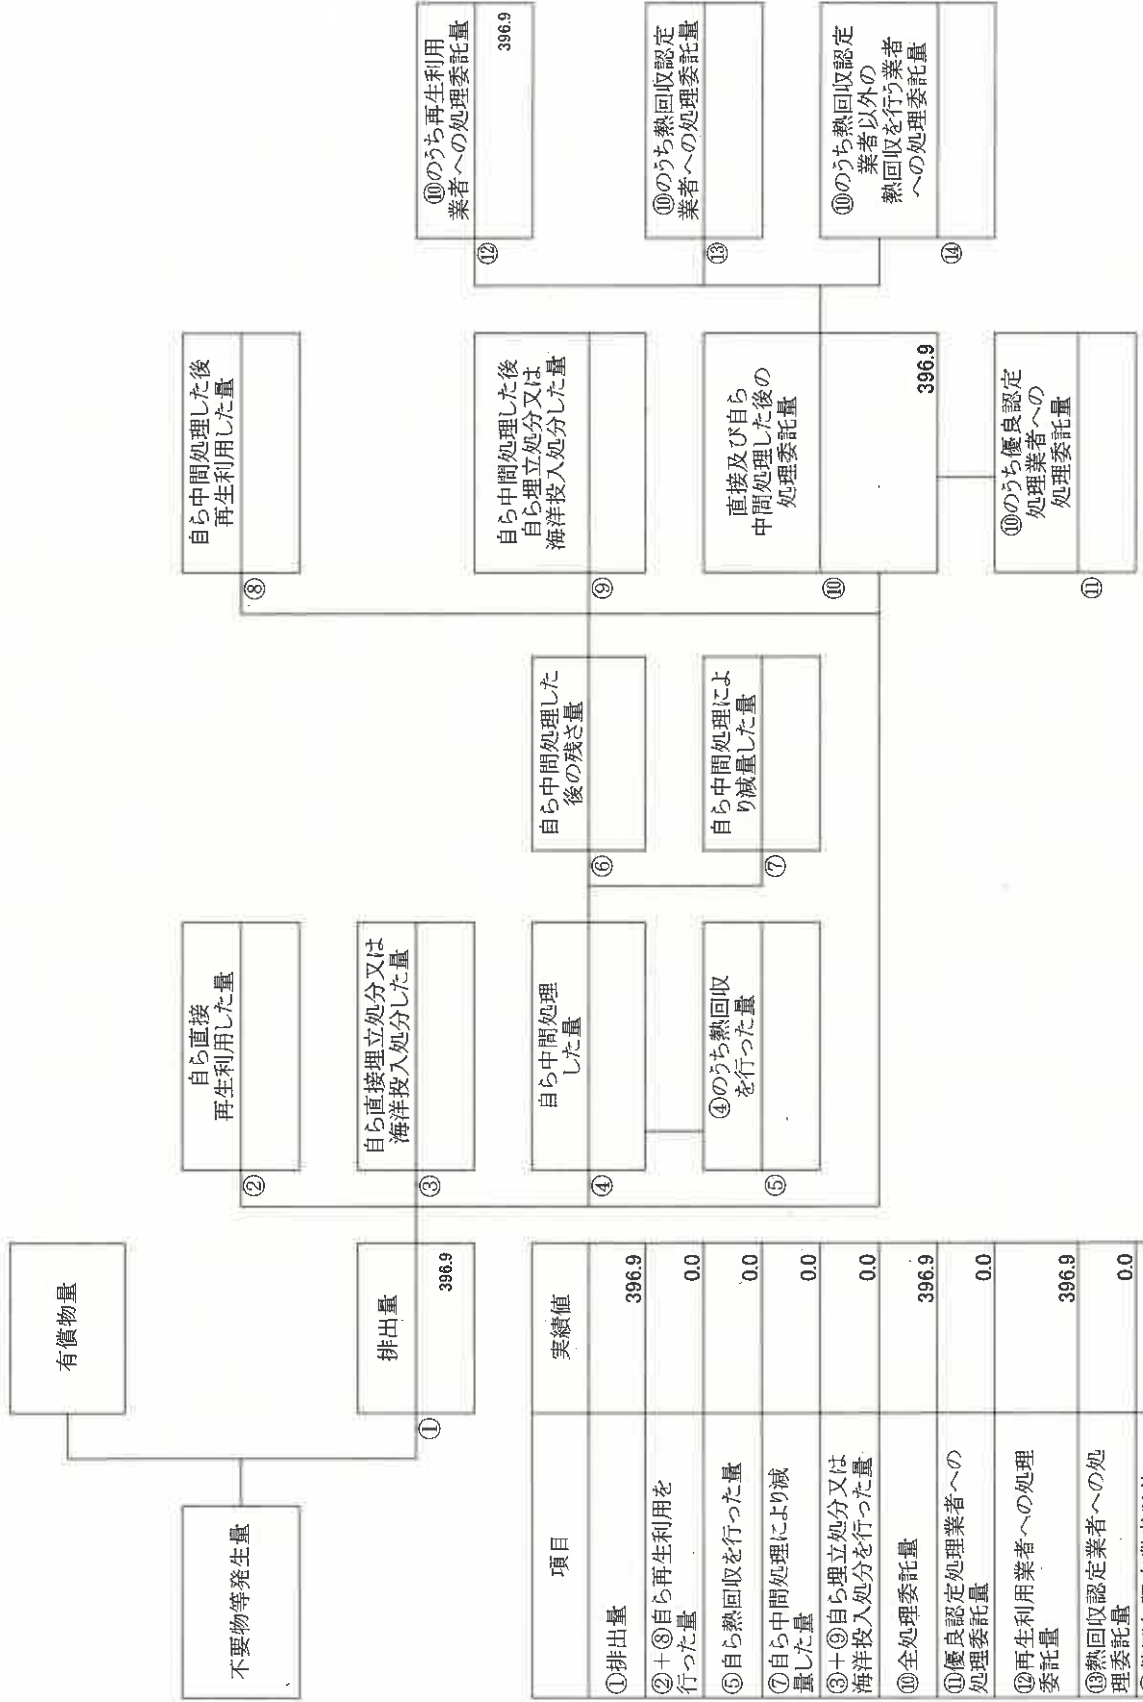 不要物等発生量
有償物量
排出量
①
396.9
自ら直接
再生利用した量
②
自ら直接埋立処分又は
海洋投入処分した量
③
自ら中間処理
した量
④
④のうち熱回収
を行った量
⑤
自ら中間処理した
後の残さ量
⑥
自ら中間処理によ
り減量した量
⑦
自ら中間処理した後
再生利用した量
⑧
自ら中間処理した後
自ら埋立処分又は
海洋投入処分した量
⑨
直接及び自ら
中間処理した後の
処理委託量
⑩
396.9
⑩のうち優良認定
処理業者への
処理委託量
⑪
⑩のうち再生利用
業者への処理委託量
⑫
396.9
⑩のうち熱回収認定
業者への処理委託量
⑬
⑩のうち熱回収認定
業者以外の
熱回収を行う業者
への処理委託量
⑭
項目 実績値
①排出量 396.9
②+⑧自ら再生利用を
行った量 0.0
⑤自ら熱回収を行った量 0.0
⑦自ら中間処理により減
量した量 0.0
③+⑨自ら埋立処分又は
海洋投入処分を行った量 0.0
⑩全処理委託量 396.9
⑪優良認定処理業者への
処理委託量 0.0
⑫再生利用業者への処理
委託量 396.9
⑬熱回収認定業者への処
理委託量 0.0